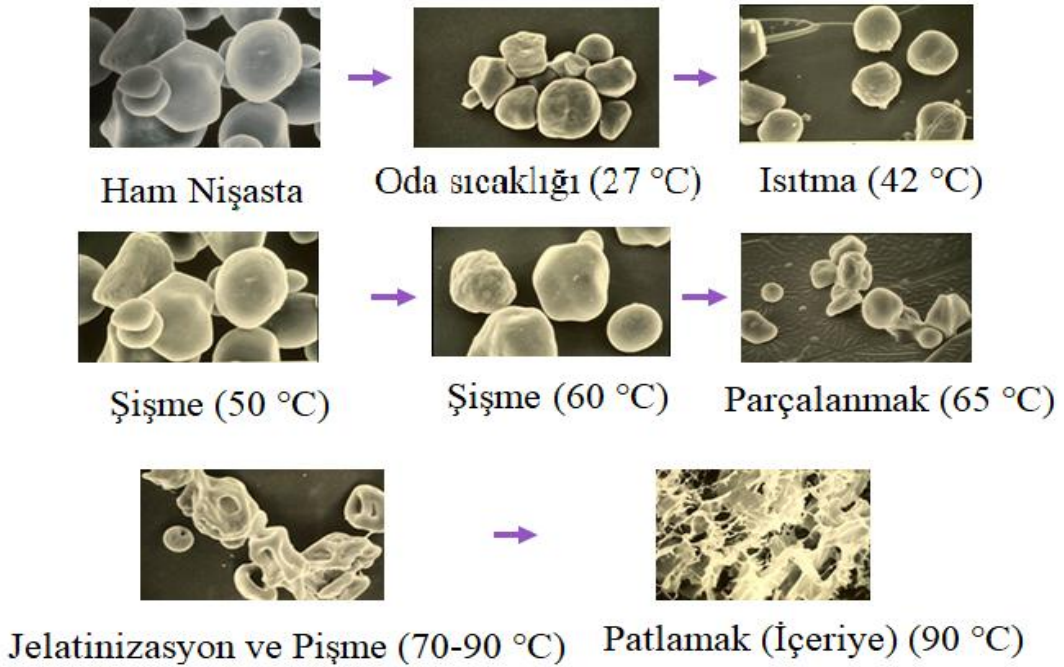 Ham Nişasta
Oda sıcaklığı (27 °C)
Isıtma (42 °C)
Şişme (50 °C)
Şişme (60 °C)
Parçalanmak (65 °C)
Jelatinizasyon ve Pişme (70-90 °C)
Patlamak (İçeriye) (90 °C)